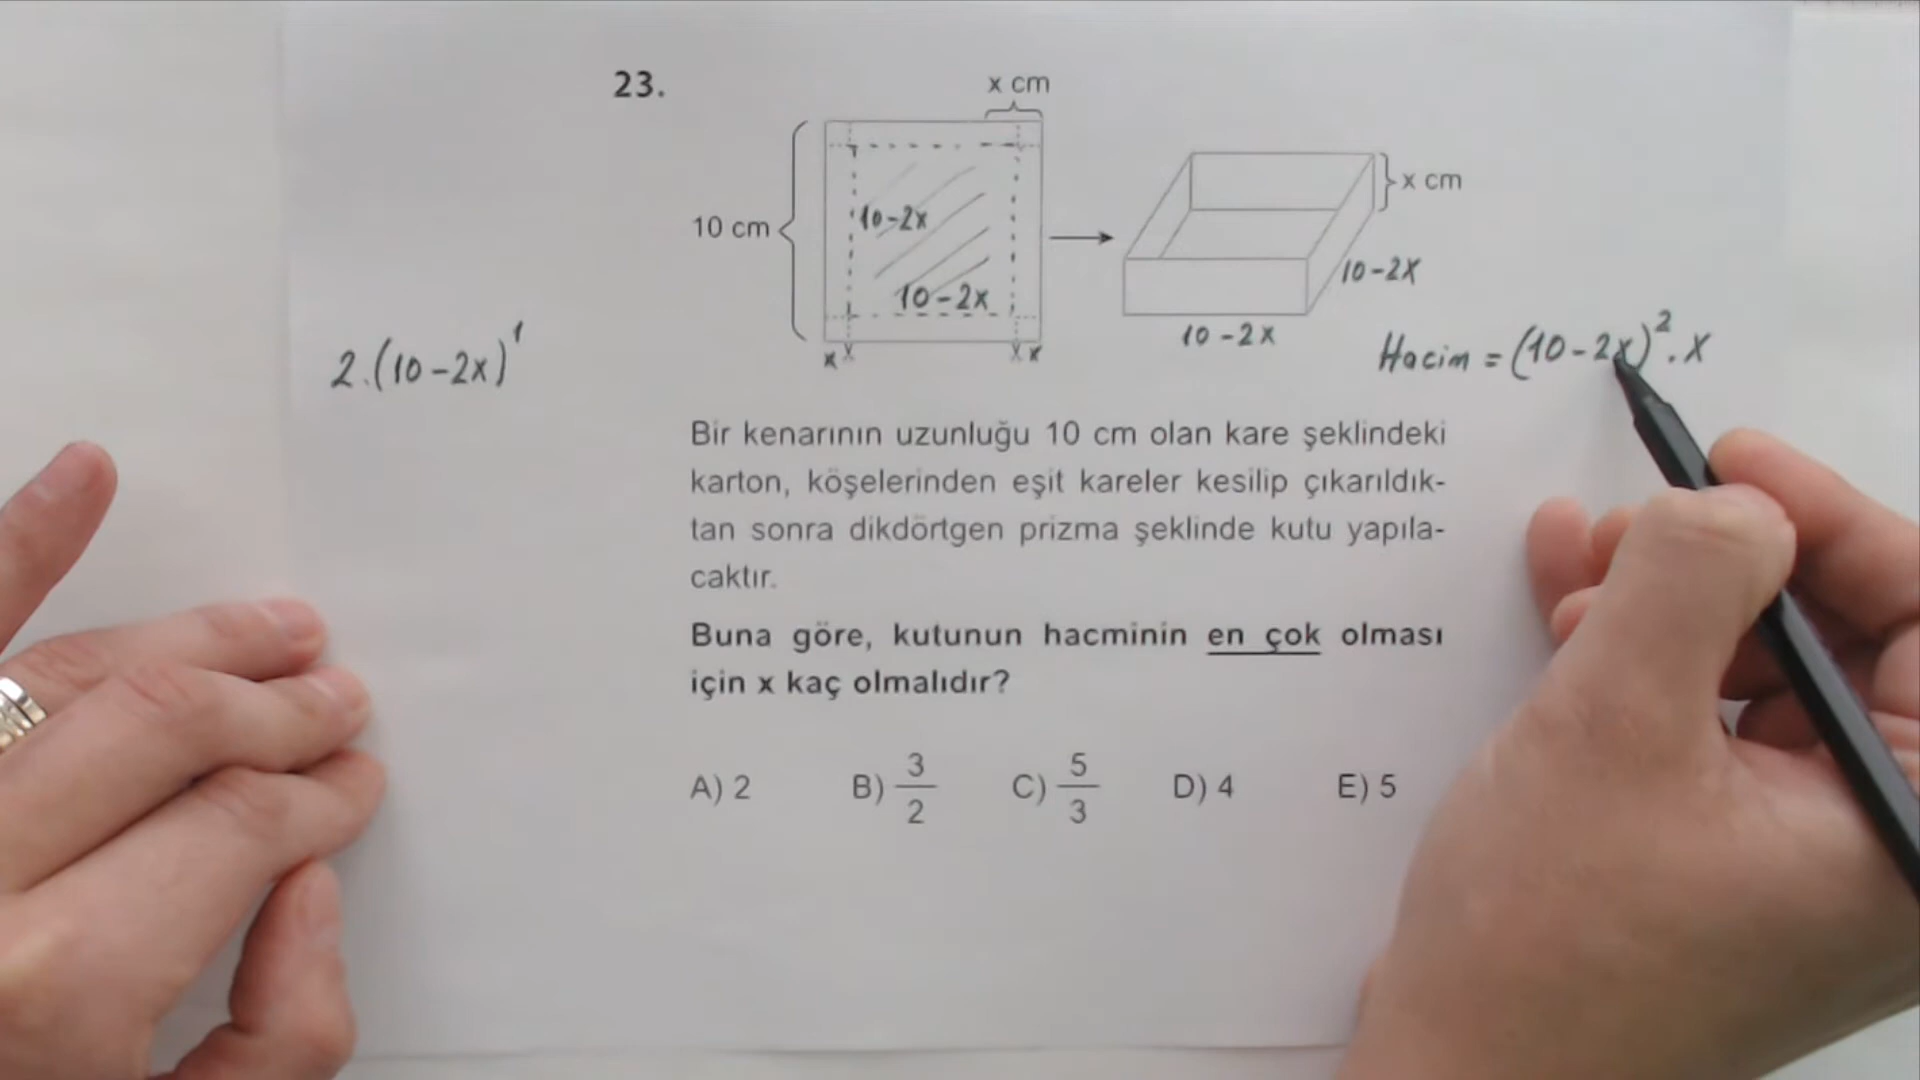 23.
x cm
10 cm
10-2x
10-2x
x x
x x
x cm
10-2x
10-2x
2.(10-2x)¹
Hacim = (10-2x)².x
Bir kenarının uzunluğu 10 cm olan kare şeklindeki
karton, köşelerinden eşit kareler kesilip çıkarıldık-
tan sonra dikdörtgen prizma şeklinde kutu yapıla-
caktır.
Buna göre, kutunun hacminin en çok olması
için x kaç olmalıdır?
A) 2 B) 3/2 C) 5/3 D) 4 E) 5